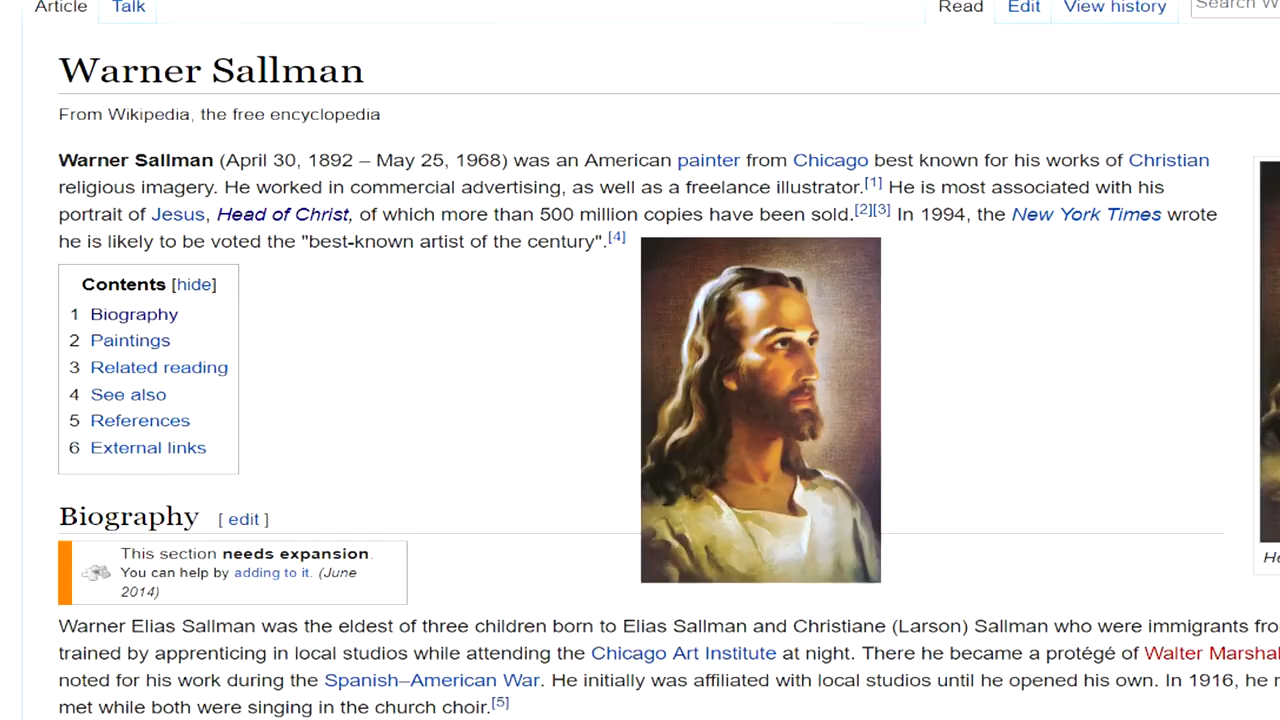 Article Talk Read Edit View history Search W
Warner Sallman
From Wikipedia, the free encyclopedia
Warner Sallman (April 30, 1892 – May 25, 1968) was an American painter from Chicago best known for his works of Christian
religious imagery. He worked in commercial advertising, as well as a freelance illustrator.[1] He is most associated with his
portrait of Jesus, Head of Christ, of which more than 500 million copies have been sold.[2][3] In 1994, the New York Times wrote
he is likely to be voted the "best-known artist of the century".[4]
Contents [hide]
1 Biography
2 Paintings
3 Related reading
4 See also
5 References
6 External links
Biography [ edit ]
This section needs expansion.
You can help by adding to it. (June
2014)
He
Warner Elias Sallman was the eldest of three children born to Elias Sallman and Christiane (Larson) Sallman who were immigrants fro
trained by apprenticing in local studios while attending the Chicago Art Institute at night. There he became a protégé of Walter Marshal
noted for his work during the Spanish–American War. He initially was affiliated with local studios until he opened his own. In 1916, he
met while both were singing in the church choir.[5]